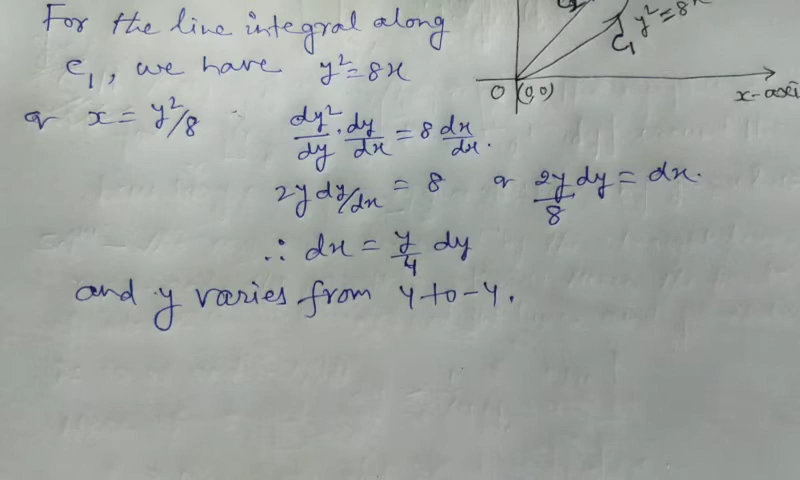 For the line integral along
C₁, we have y²=8x
or x = y²/8
dy²/dy · dy/dx = 8 dx/dx.
2y dy/dx = 8 or 2y/8 dy = dx.
∴ dx = y/4 dy
and y varies from 4 to -4.
C₁ y²=8x
O (0,0)
x-axi